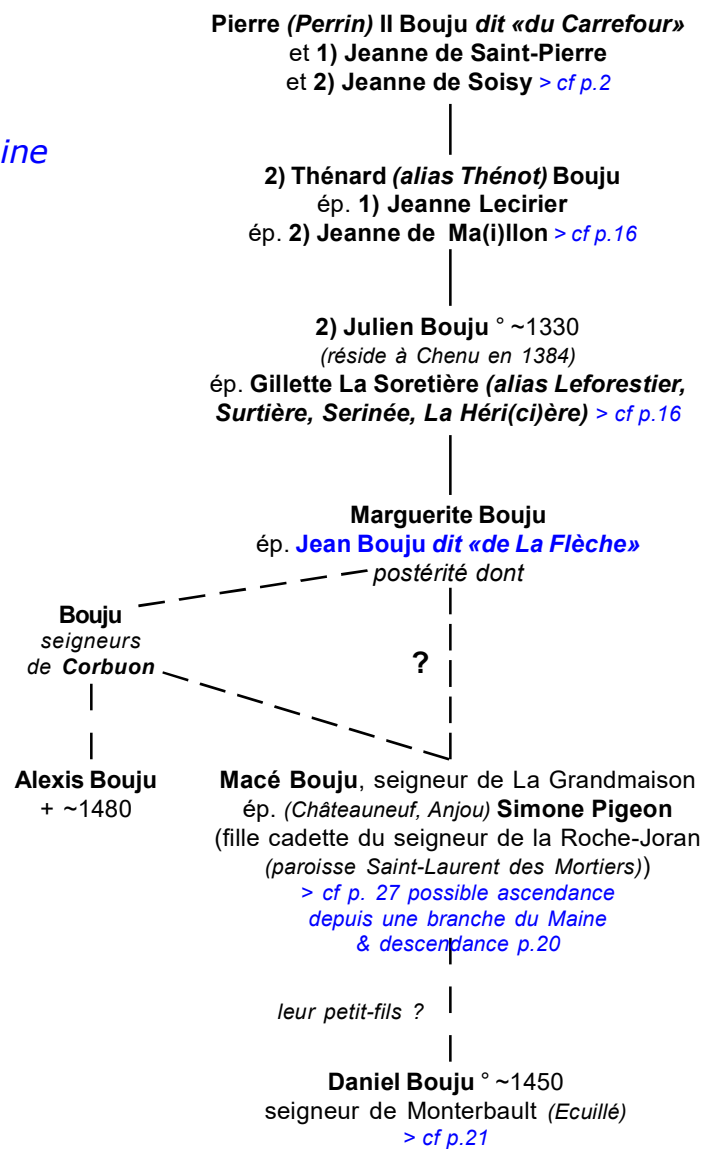 Pierre (Perrin) II Bouju dit «du Carrefour»
et 1) Jeanne de Saint-Pierre
et 2) Jeanne de Soisy > cf p.2
ine
2) Thénard (alias Thénot) Bouju
ép. 1) Jeanne Lecirier
ép. 2) Jeanne de Ma(i)llon > cf p.16
2) Julien Bouju ° ~1330
(réside à Chenu en 1384)
ép. Gillette La Soretière (alias Leforestier,
Surtière, Serinée, La Héri(ci)ère) > cf p.16
Marguerite Bouju
ép. Jean Bouju dit «de La Flèche»
postérité dont
Bouju
seigneurs
de Corbuon
?
Alexis Bouju
+ ~1480
Macé Bouju, seigneur de La Grandmaison
ép. (Châteauneuf, Anjou) Simone Pigeon
(fille cadette du seigneur de la Roche-Joran
(paroisse Saint-Laurent des Mortiers))
> cf p. 27 possible ascendance
depuis une branche du Maine
& descendance p.20
leur petit-fils ?
Daniel Bouju ° ~1450
seigneur de Monterbault (Ecuillé)
> cf p.21